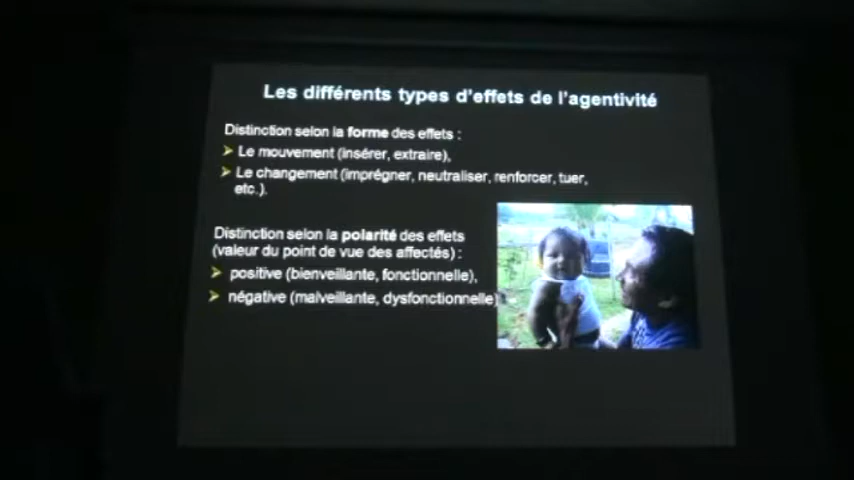 Les différents types d'effets de l'agentivité
Distinction selon la forme des effets :
➤ Le mouvement (insérer, extraire),
➤ Le changement (imprégner, neutraliser, renforcer, tuer,
etc.).
Distinction selon la polarité des effets
(valeur du point de vue des affectés) :
➤ positive (bienveillante, fonctionnelle),
➤ négative (malveillante, dysfonctionnelle)